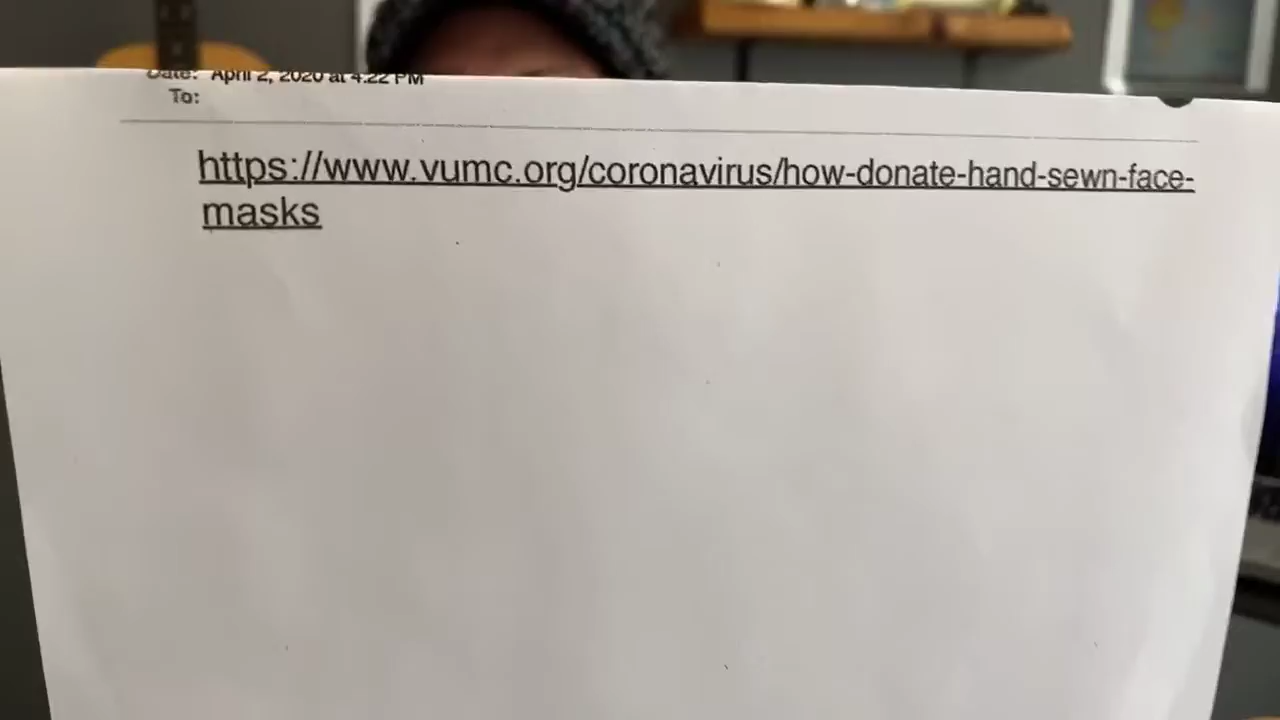 Date: April 2, 2020 at 4:22 PM
To:
https://www.vumc.org/coronavirus/how-donate-hand-sewn-face-
masks